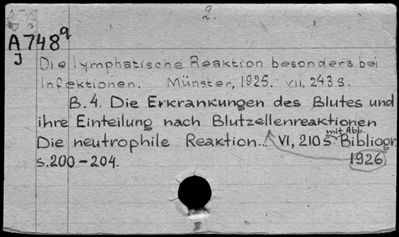 2.
A748q
J
Die lymphatische Reaktion besonders bei
Infektionen. Münster, 1925. VII. 243 s.
B. 4. Die Erkrankungen des Blutes und
ihre Einteilung nach Blutzellenreaktionen
Die neutrophile Reaktion... VI, 210 s. mit Abb. Bibliogr.
s. 200-204. 1926